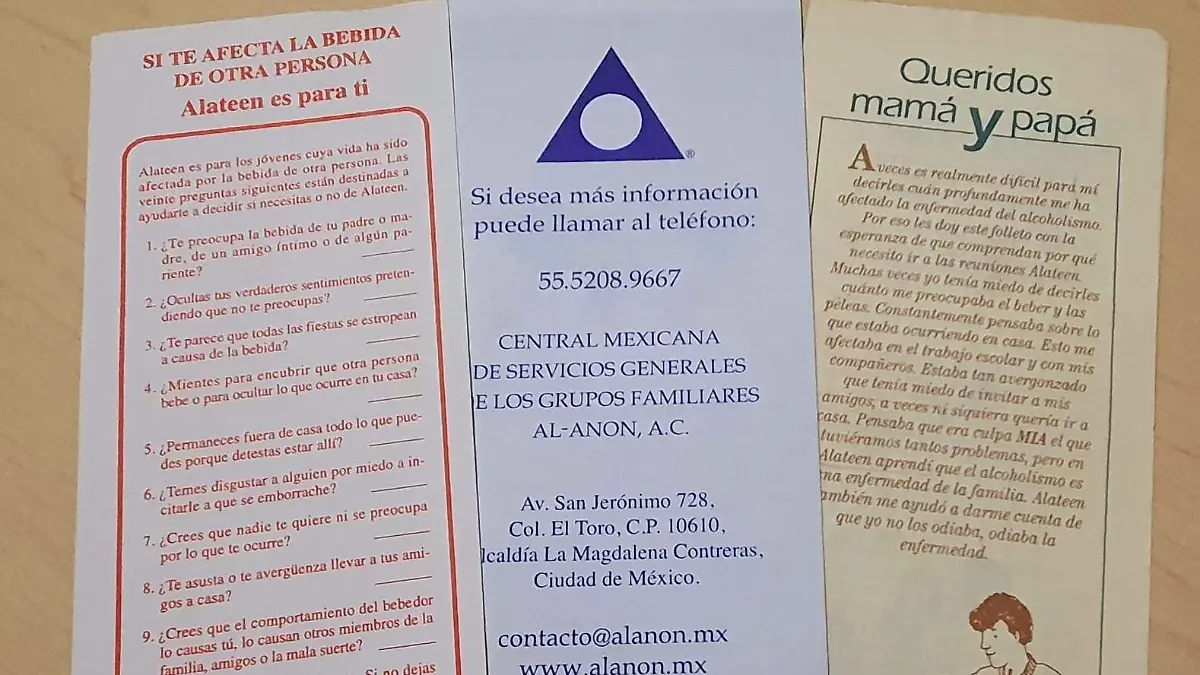 SI TE AFECTA LA BEBIDA
DE OTRA PERSONA
Alateen es para ti
Alateen es para los jóvenes cuya vida ha sido
afectada por la bebida de otra persona. Las
veinte preguntas siguientes están destinadas a
ayudarte a decidir si necesitas o no de Alateen.
1. ¿Te preocupa la bebida de tu padre o ma-
dre, de un amigo íntimo o de algún pa-
riente?
2. ¿Ocultas tus verdaderos sentimientos preten-
diendo que no te preocupas?
3. ¿Te parece que todas las fiestas se estropean
a causa de la bebida?
4. ¿Mientes para encubrir que otra persona
bebe o para ocultar lo que ocurre en tu casa?
5. ¿Permaneces fuera de casa todo lo que pue-
des porque detestas estar allí?
6. ¿Temes disgustar a alguien por miedo a in-
citarle a que se emborrache?
7. ¿Crees que nadie te quiere ni se preocupa
por lo que te ocurre?
8. ¿Te asusta o te avergüenza llevar a tus ami-
gos a casa?
9. ¿Crees que el comportamiento del bebedor
lo causas tú, lo causan otros miembros de la
familia, amigos o la mala suerte?
Si no dejas
®
Si desea más información
puede llamar al teléfono:
55.5208.9667
CENTRAL MEXICANA
DE SERVICIOS GENERALES
E LOS GRUPOS FAMILIARES
AL-ANON, A.C.
Av. San Jerónimo 728,
Col. El Toro, C.P. 10610,
lcaldía La Magdalena Contreras,
Ciudad de México.
contacto@alanon.mx
www.alanon.mx
Queridos
mamá y papá
A veces es realmente difícil para mí
decirles cuán profundamente me ha
afectado la enfermedad del alcoholismo.
Por eso les doy este folleto con la
esperanza de que comprendan por qué
necesito ir a las reuniones Alateen.
Muchas veces yo tenía miedo de decirles
cuánto me preocupaba el beber y las
peleas. Constantemente pensaba sobre lo
que estaba ocurriendo en casa. Esto me
afectaba en el trabajo escolar y con mis
compañeros. Estaba tan avergonzado
que tenía miedo de invitar a mis
amigos, a veces ni siquiera quería ir a
casa. Pensaba que era culpa MIA el que
tuviéramos tantos problemas, pero en
Alateen aprendí que el alcoholismo es
na enfermedad de la familia. Alateen
ambién me ayudó a darme cuenta de
que yo no los odiaba, odiaba la
enfermedad.